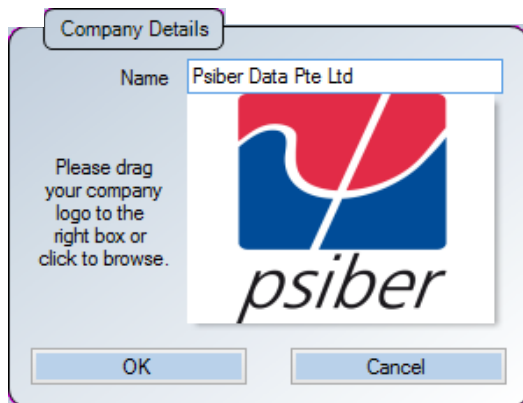 Company Details
Name
Psiber Data Pte Ltd
Please drag
your company
logo to the
right box or
click to browse.
psiber
OK
Cancel